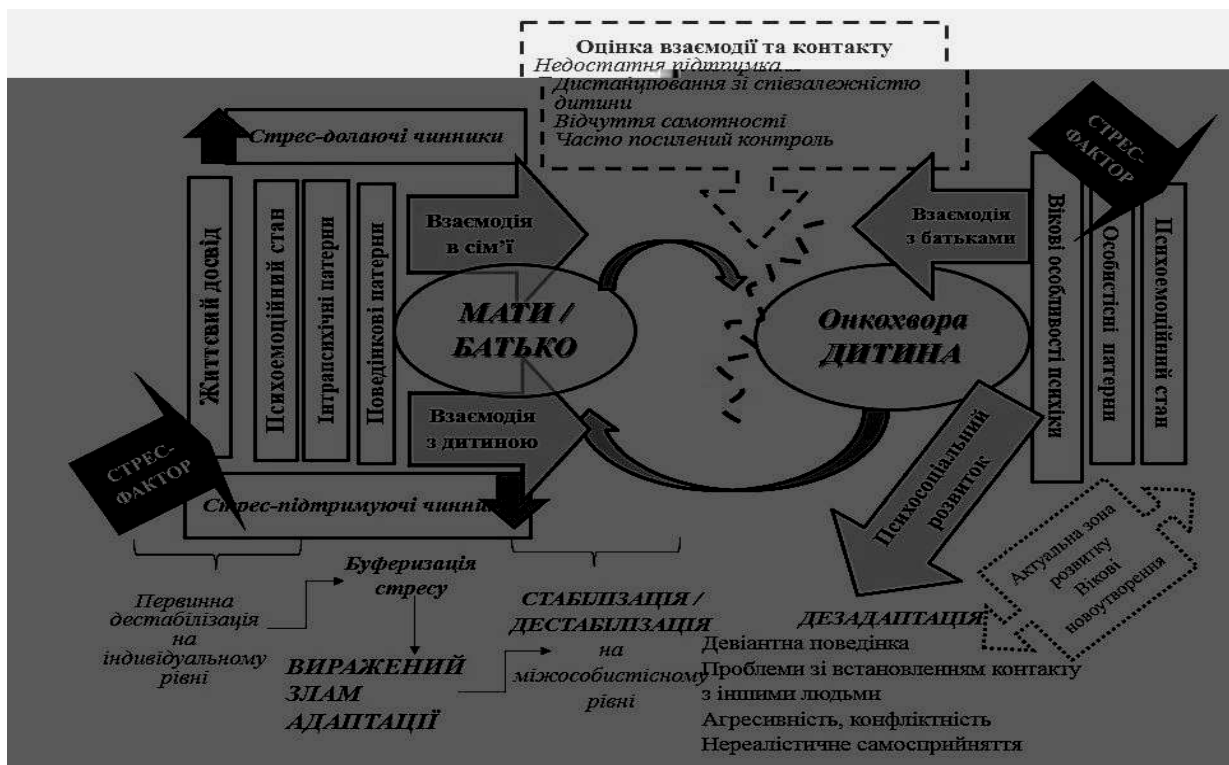 Оцінка взаємодії та контакту
Недостатня підтримка
Дистанціювання зі співзалежністю
дитини
Відчуття самотності
Часто посилений контроль
Стрес-долаючі чинники
СТРЕС-
ФАКТОР
Життєвий досвід
Психоемоційний стан
Інтрапсихічні патерни
Поведінкові патерни
Взаємодія
в сім’ї
МАТИ /
БАТЬКО
Взаємодія
з дитиною
Взаємодія
з батьками
Онкохвора
ДИТИНА
Вікові особливості психіки
Особистісні патерни
Психоемоційний стан
СТРЕС-
ФАКТОР
Стрес-підтримуючі чинники
Психосоціальний
розвиток
Актуальна зона
розвитку
Вікові
новоутворення
Буферизація
стресу
Первинна
дестабілізація
на
індивідуальному
рівні
ВИРАЖЕНИЙ
ЗЛАМ
АДАПТАЦІЇ
СТАБІЛІЗАЦІЯ /
ДЕСТАБІЛІЗАЦІЯ
на
міжособистісному
рівні
ДЕЗАДАПТАЦІЯ
Девіантна поведінка
Проблеми зі встановленням контакту
з іншими людьми
Агресивність, конфліктність
Нереалістичне самосприйняття